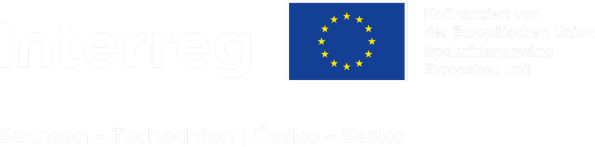 Interreg
Kofinanziert von
der Europäischen Union
Spolufinancováno
Evropskou unií
Sachsen – Tschechien | Česko – Sasko